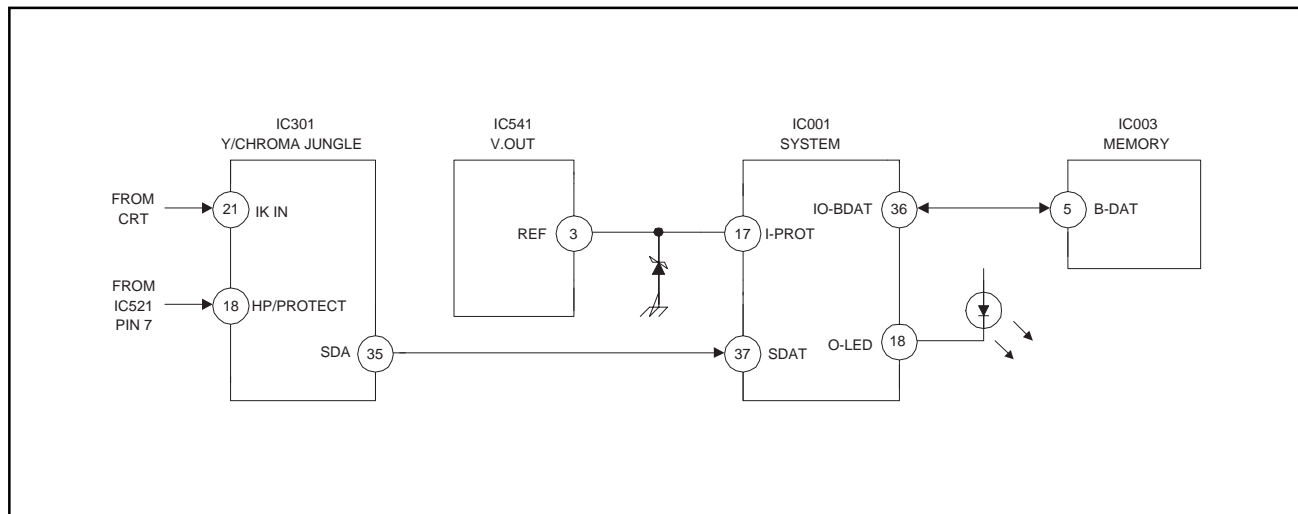 IC301
Y/CHROMA JUNGLE
IC541
V.OUT
IC001
SYSTEM
IC003
MEMORY
FROM
CRT
21
IK IN
REF
3
17
I-PROT
IO-BDAT
36
5
B-DAT
FROM
IC521
PIN 7
18
HP/PROTECT
SDA
35
37
SDAT
O-LED
18